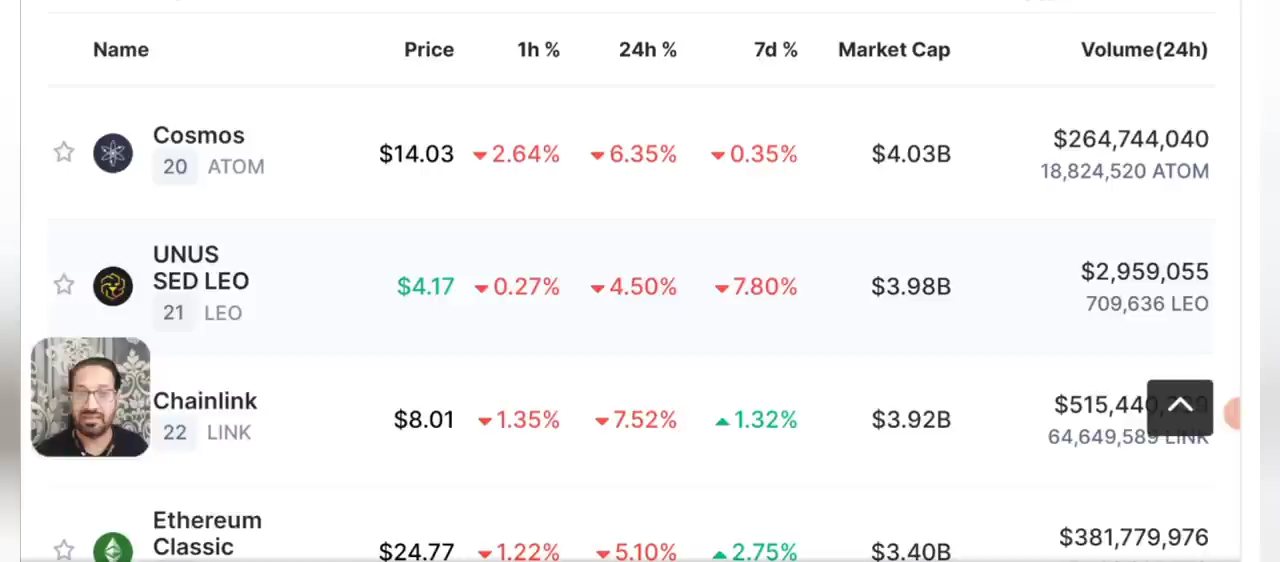 Name Price 1h % 24h % 7d % Market Cap Volume(24h)
Cosmos
20 ATOM
$14.03 2.64% 6.35% 0.35% $4.03B
$264,744,040
18,824,520 ATOM
UNUS
SED LEO
21 LEO
$4.17 0.27% 4.50% 7.80% $3.98B
$2,959,055
709,636 LEO
Chainlink
22 LINK
$8.01 1.35% 7.52% 1.32% $3.92B
64,649,589 LINK
Ethereum
Classic
$24.77 1.22% 5.10% 2.75% $3.40B
$381,779,976